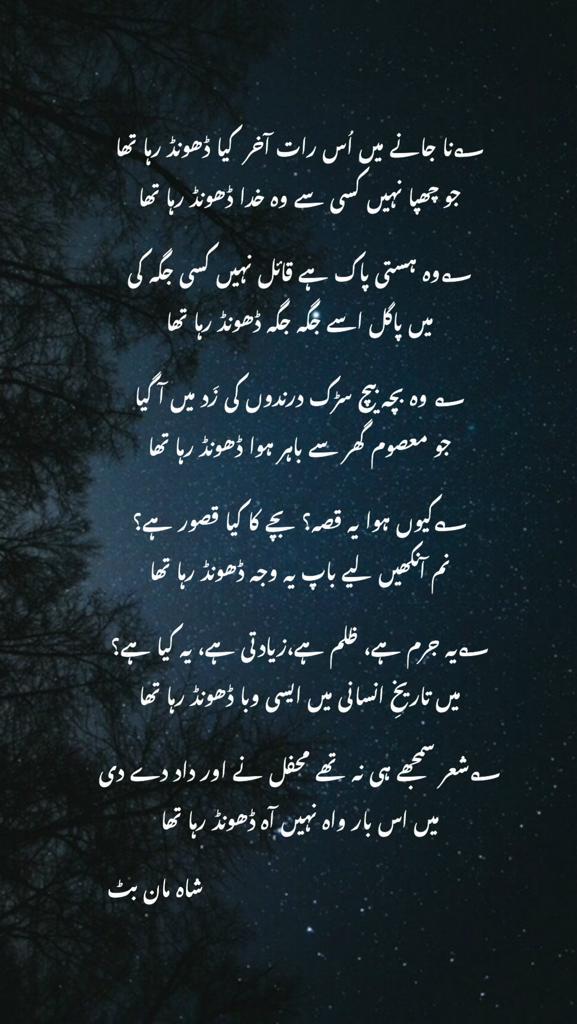 ؎نا جانے میں اُس رات آخر کیا ڈھونڈ رہا تھا
جو چھپا نہیں کسی سے وہ خدا ڈھونڈ رہا تھا
؎وہ ہستی پاک ہے قائل نہیں کسی جگہ کی
میں پاگل اسے جگہ جگہ ڈھونڈ رہا تھا
؎ وہ بچہ بیچ سڑک درندوں کی زَد میں آ گیا
جو معصوم گھر سے باہر ہوا ڈھونڈ رہا تھا
؎کیوں ہوا یہ قصہ؟ بچے کا کیا قصور ہے؟
نم آنکھیں لیے باپ یہ وجہ ڈھونڈ رہا تھا
؎یہ جرم ہے، ظلم ہے،زیادتی ہے، یہ کیا ہے؟
میں تاریخِ انسانی میں ایسی وبا ڈھونڈ رہا تھا
؎شعر سمجھے ہی نہ تھے محفل نے اور داد دے دی
میں اس بار واہ نہیں آہ ڈھونڈ رہا تھا
شاہ مان بٹ